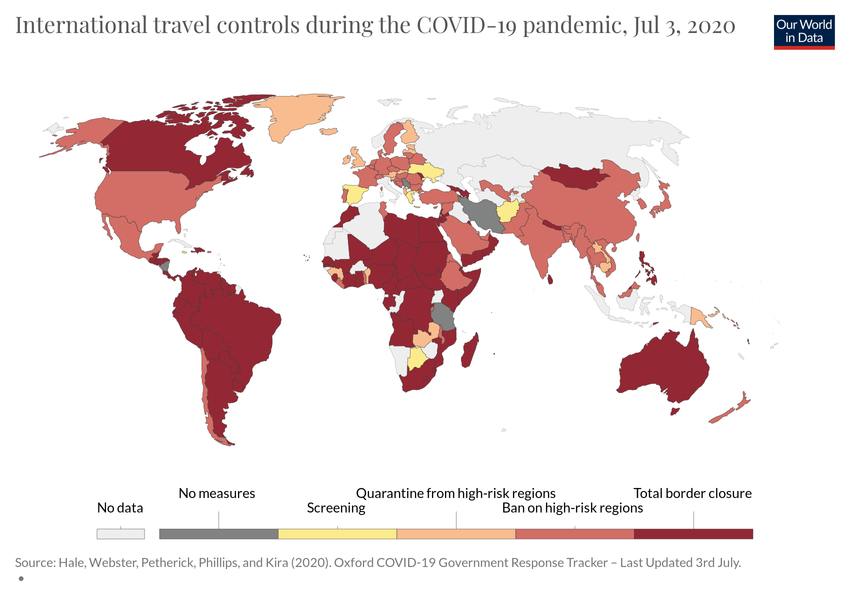 International travel controls during the COVID-19 pandemic, Jul 3, 2020
Our World
in Data
No data
No measures
Screening
Quarantine from high-risk regions
Ban on high-risk regions
Total border closure
Source: Hale, Webster, Petherick, Phillips, and Kira (2020). Oxford COVID-19 Government Response Tracker – Last Updated 3rd July.
•